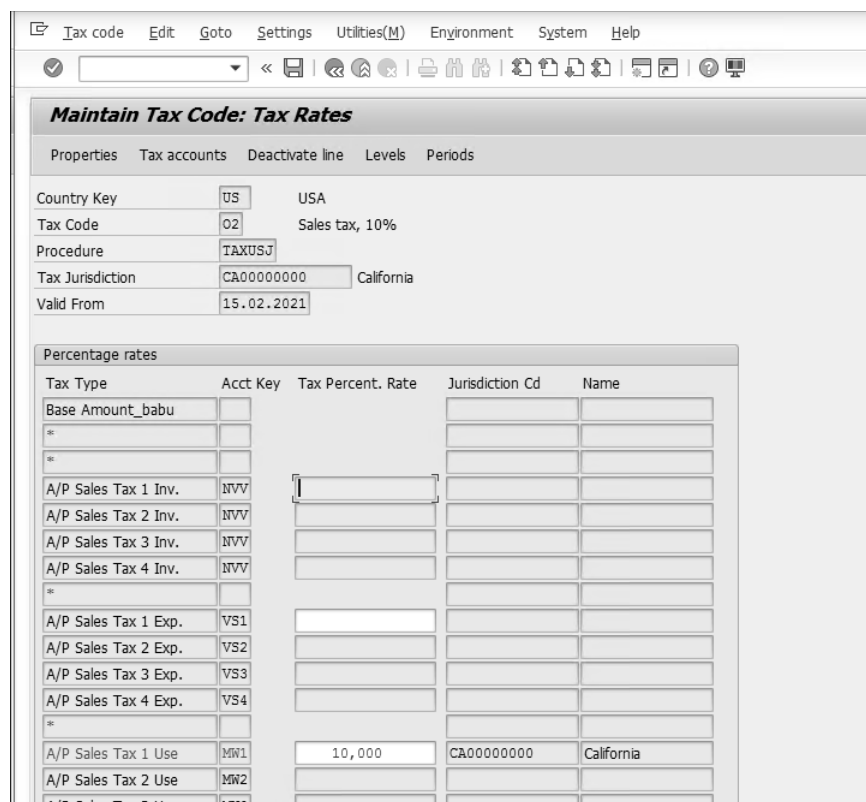 Tax code Edit Goto Settings Utilities(M) Environment System Help
«
Maintain Tax Code: Tax Rates
Properties Tax accounts Deactivate line Levels Periods
Country Key US USA
Tax Code O2 Sales tax, 10%
Procedure TAXUSJ
Tax Jurisdiction CA00000000 California
Valid From 15.02.2021
Percentage rates
Tax Type Acct Key Tax Percent. Rate Jurisdiction Cd Name
Base Amount_babu
*
*
A/P Sales Tax 1 Inv. NVV
A/P Sales Tax 2 Inv. NVV
A/P Sales Tax 3 Inv. NVV
A/P Sales Tax 4 Inv. NVV
*
A/P Sales Tax 1 Exp. VS1
A/P Sales Tax 2 Exp. VS2
A/P Sales Tax 3 Exp. VS3
A/P Sales Tax 4 Exp. VS4
*
A/P Sales Tax 1 Use MW1 10,000 CA00000000 California
A/P Sales Tax 2 Use MW2